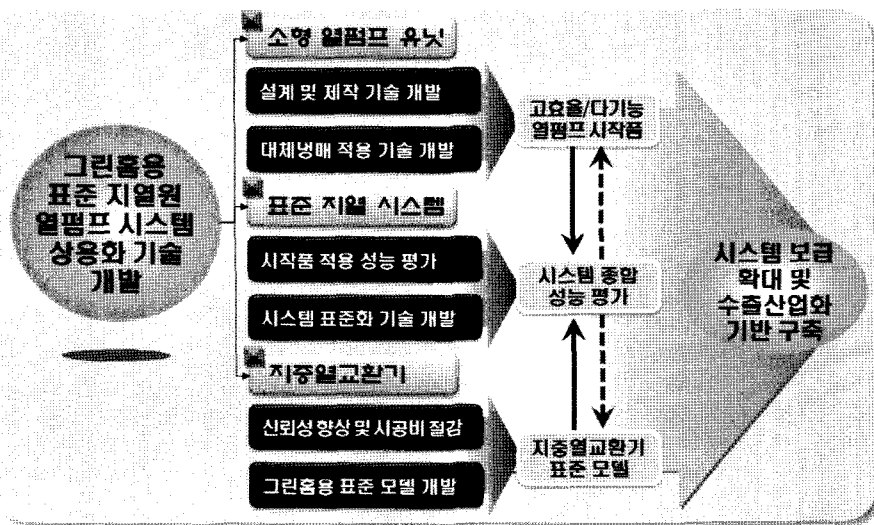 그린홈용
표준 지열원
열펌프 시스템
상용화 기술
개발
소형 열펌프 유닛
설계 및 제작 기술 개발
대체냉매 적용 기술 개발
표준 지열 시스템
시작품 적용 성능 평가
시스템 표준화 기술 개발
지중열교환기
신뢰성 향상 및 시공비 절감
그린홈용 표준 모델 개발
고효율/다기능
열펌프 시작품
시스템 종합
성능 평가
지중열교환기
표준 모델
시스템 보급
확대 및
수출산업화
기반 구축